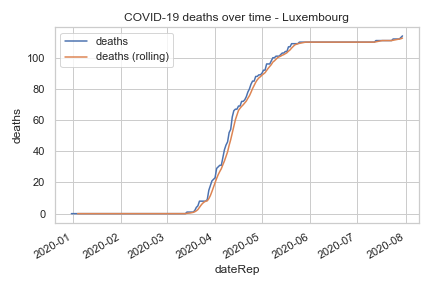 COVID-19 deaths over time - Luxembourg
deaths
deaths (rolling)
deaths
100
80
60
40
20
0
2020-01
2020-02
2020-03
2020-04
2020-05
2020-06
2020-07
2020-08
dateRep